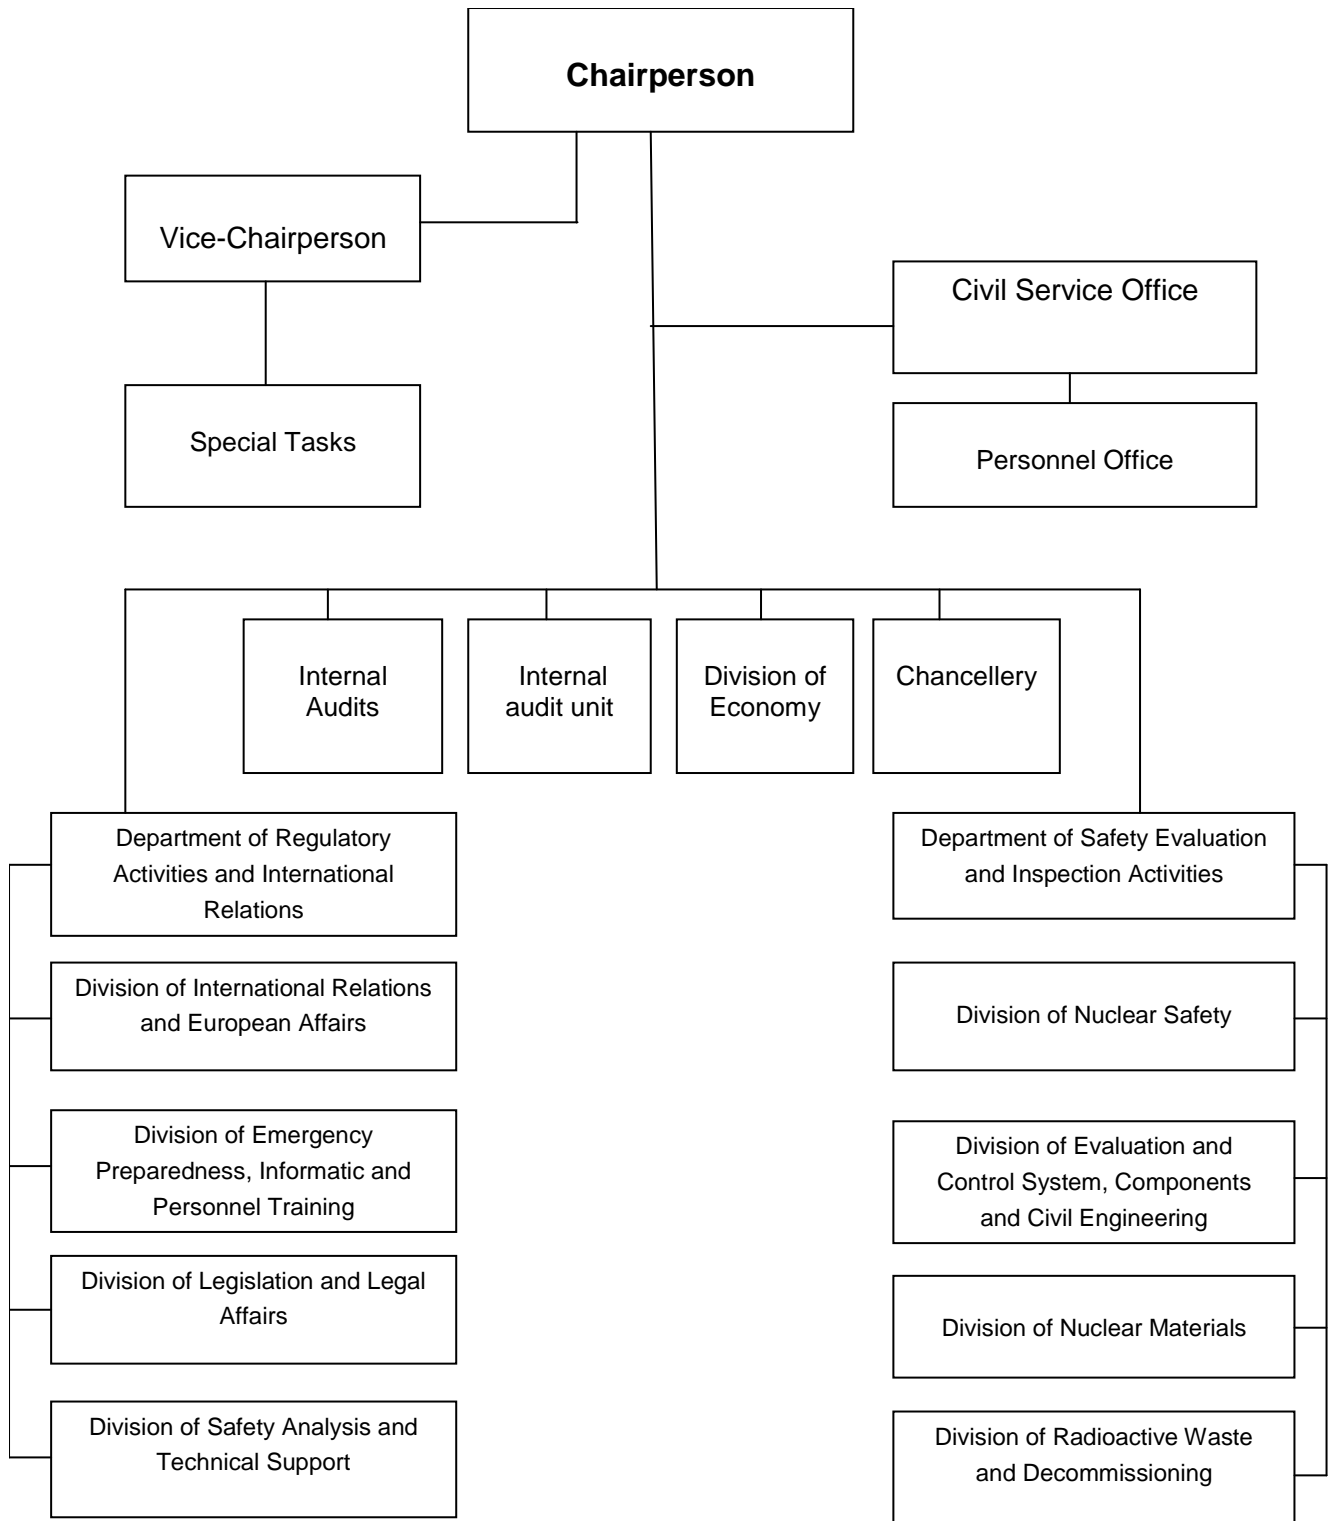 Chairperson
Vice-Chairperson
Civil Service Office
Special Tasks
Personnel Office
Internal
Audits
Internal
audit unit
Division of
Economy
Chancellery
Department of Regulatory
Activities and International
Relations
Division of International Relations
and European Affairs
Division of Emergency
Preparedness, Informatic and
Personnel Training
Division of Legislation and Legal
Affairs
Division of Safety Analysis and
Technical Support
Department of Safety Evaluation
and Inspection Activities
Division of Nuclear Safety
Division of Evaluation and
Control System, Components
and Civil Engineering
Division of Nuclear Materials
Division of Radioactive Waste
and Decommissioning